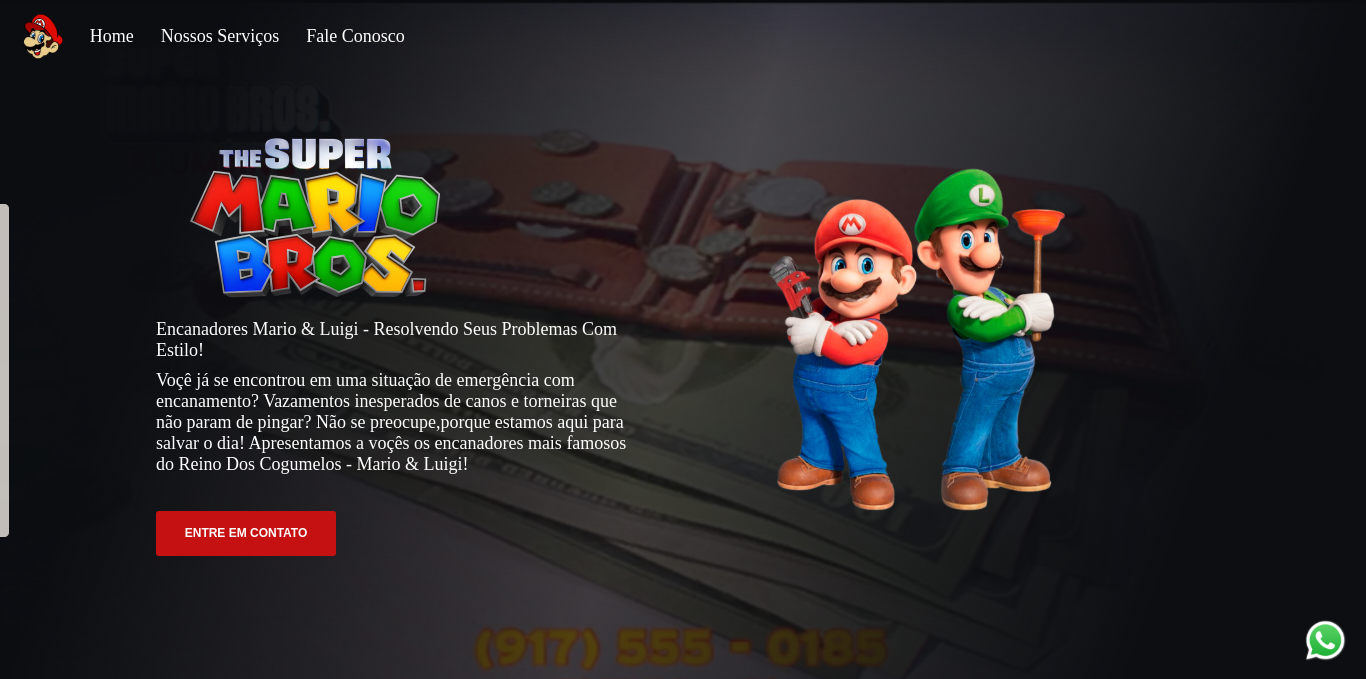 Home Nossos Serviços Fale Conosco
SUPER
MARIO BROS.
THE SUPER
MARIO
BROS.
M
L
Encanadores Mario & Luigi - Resolvendo Seus Problemas Com
Estilo!
Voçê já se encontrou em uma situação de emergência com
encanamento? Vazamentos inesperados de canos e torneiras que
não param de pingar? Não se preocupe,porque estamos aqui para
salvar o dia! Apresentamos a voçês os encanadores mais famosos
do Reino Dos Cogumelos - Mario & Luigi!
ENTRE EM CONTATO
(917) 555 - 0185